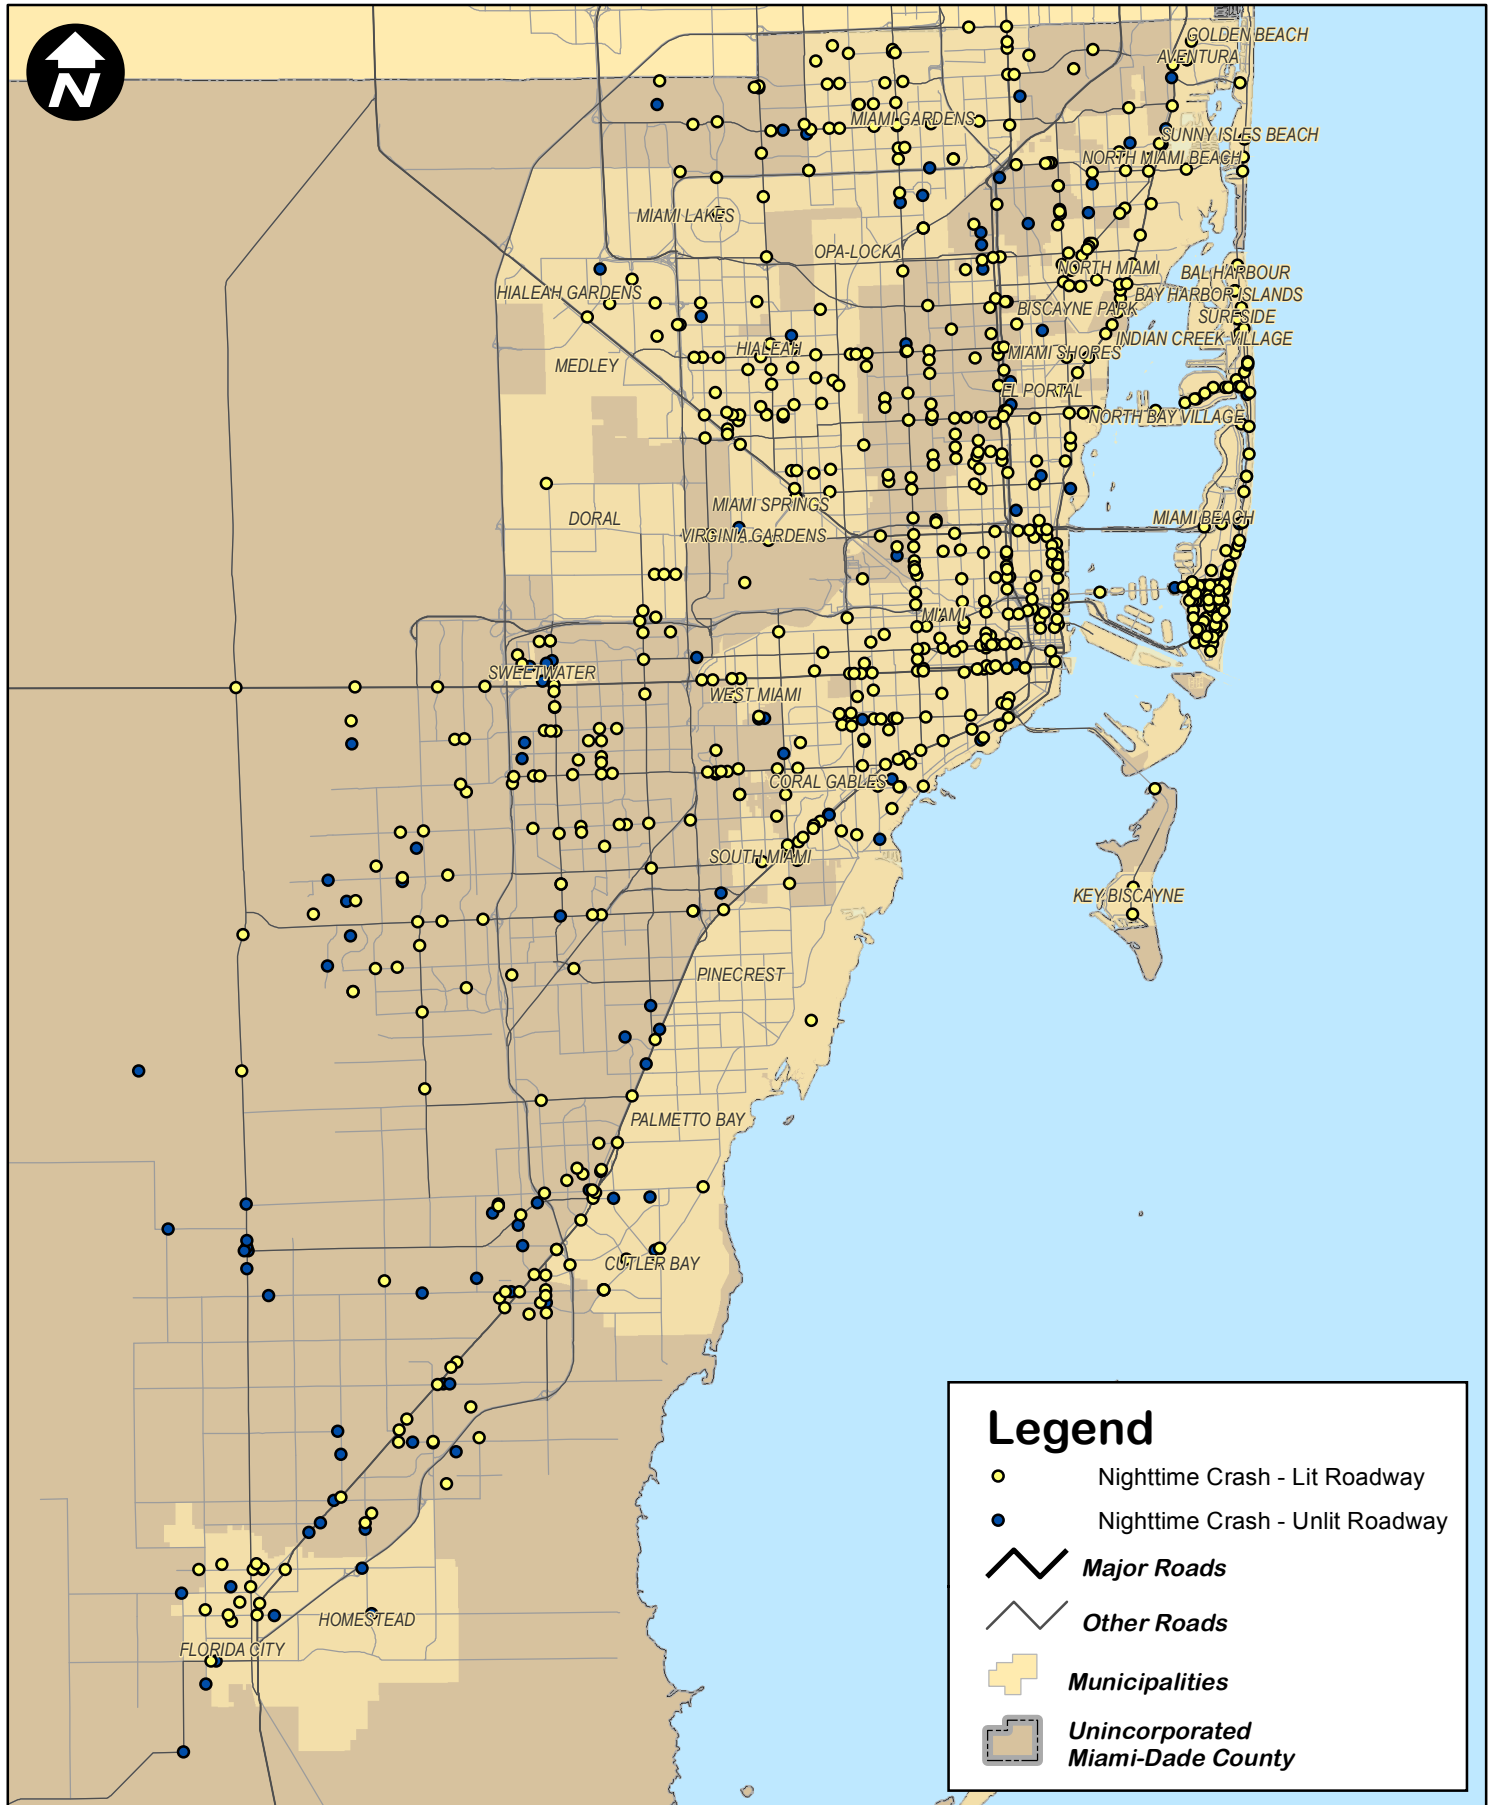 GOLDEN BEACH
AVENTURA
MIAMI GARDENS
SUNNY ISLES BEACH
NORTH MIAMI BEACH
MIAMI LAKES
OPA-LOCKA
NORTH MIAMI
BAL HARBOUR
HIALEAH GARDENS
BAY HARBOR ISLANDS
BISCAYNE PARK
SURFSIDE
INDIAN CREEK VILLAGE
HIALEAH
MIAMI SHORES
MEDLEY
EL PORTAL
NORTH BAY VILLAGE
MIAMI SPRINGS
DORAL
MIAMI BEACH
VIRGINIA GARDENS
MIAMI
SWEETWATER
WEST MIAMI
CORAL GABLES
SOUTH MIAMI
KEY BISCAYNE
PINECREST
PALMETTO BAY
CUTLER BAY
HOMESTEAD
FLORIDA CITY
N
Legend
Nighttime Crash - Lit Roadway
Nighttime Crash - Unlit Roadway
Major Roads
Other Roads
Municipalities
Unincorporated
Miami-Dade County